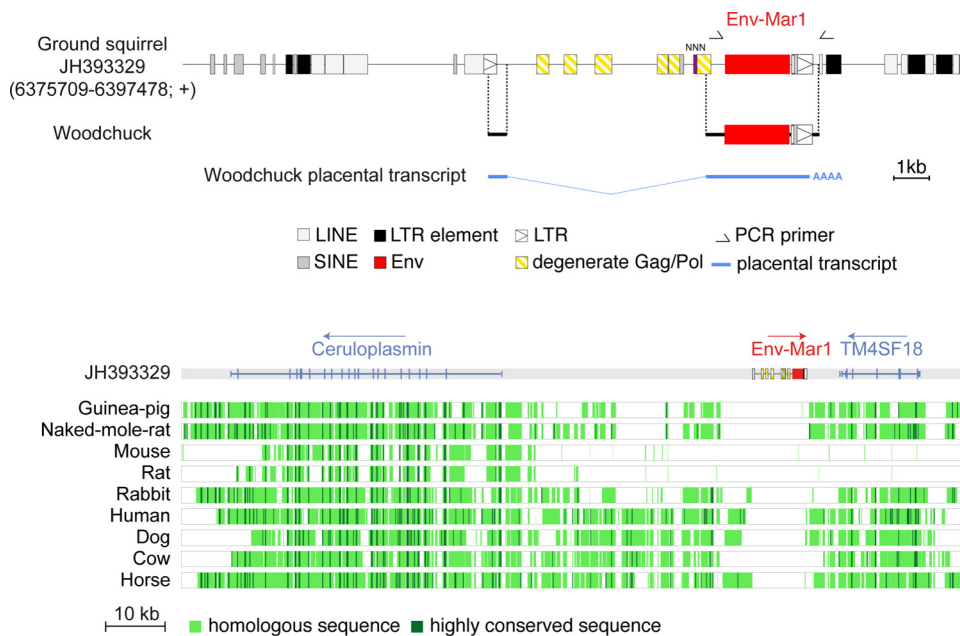 Env-Mar1
Ground squirrel
JH393329
(6375709-6397478; +)
NNN
Woodchuck
Woodchuck placental transcript
AAAA
1kb
LINE
LTR element
LTR
PCR primer
SINE
Env
degenerate Gag/Pol
placental transcript
Ceruloplasmin
Env-Mar1
TM4SF18
JH393329
Guinea-pig
Naked-mole-rat
Mouse
Rat
Rabbit
Human
Dog
Cow
Horse
10 kb
homologous sequence
highly conserved sequence